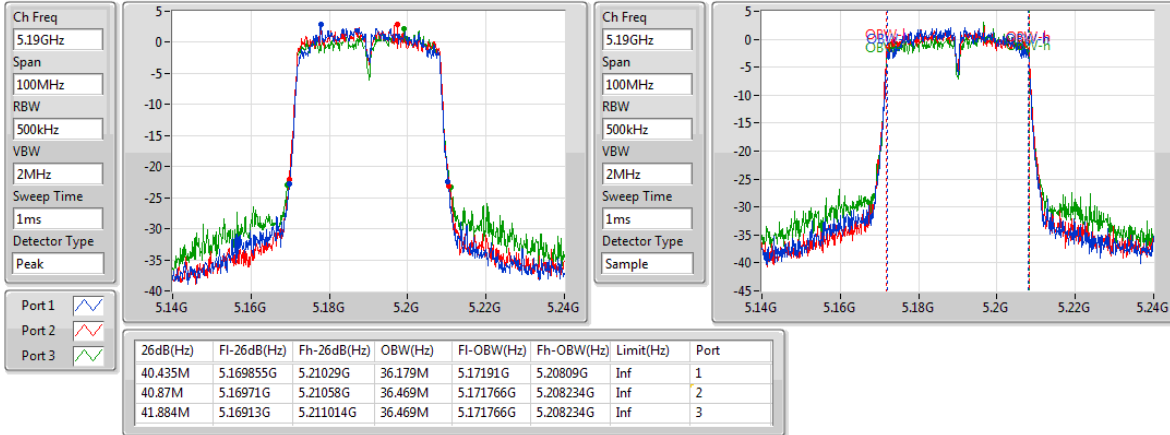 Ch Freq
5.19GHz
Span
100MHz
RBW
500kHz
VBW
2MHz
Sweep Time
1ms
Detector Type
Peak
Port 1
Port 2
Port 3
5
0
-5
-10
-15
-20
-25
-30
-35
-40
5.14G 5.16G 5.18G 5.2G 5.22G 5.24G
Ch Freq
5.19GHz
Span
100MHz
RBW
500kHz
VBW
2MHz
Sweep Time
1ms
Detector Type
Sample
5
0
-5
-10
-15
-20
-25
-30
-35
-40
-45
OBW-h
5.14G 5.16G 5.18G 5.2G 5.22G 5.24G
26dB(Hz) Fl-26dB(Hz) Fh-26dB(Hz) OBW(Hz) Fl-OBW(Hz) Fh-OBW(Hz) Limit(Hz) Port
40.435M 5.169855G 5.21029G 36.179M 5.17191G 5.20809G Inf 1
40.87M 5.16971G 5.21058G 36.469M 5.171766G 5.208234G Inf 2
41.884M 5.16913G 5.211014G 36.469M 5.171766G 5.208234G Inf 3